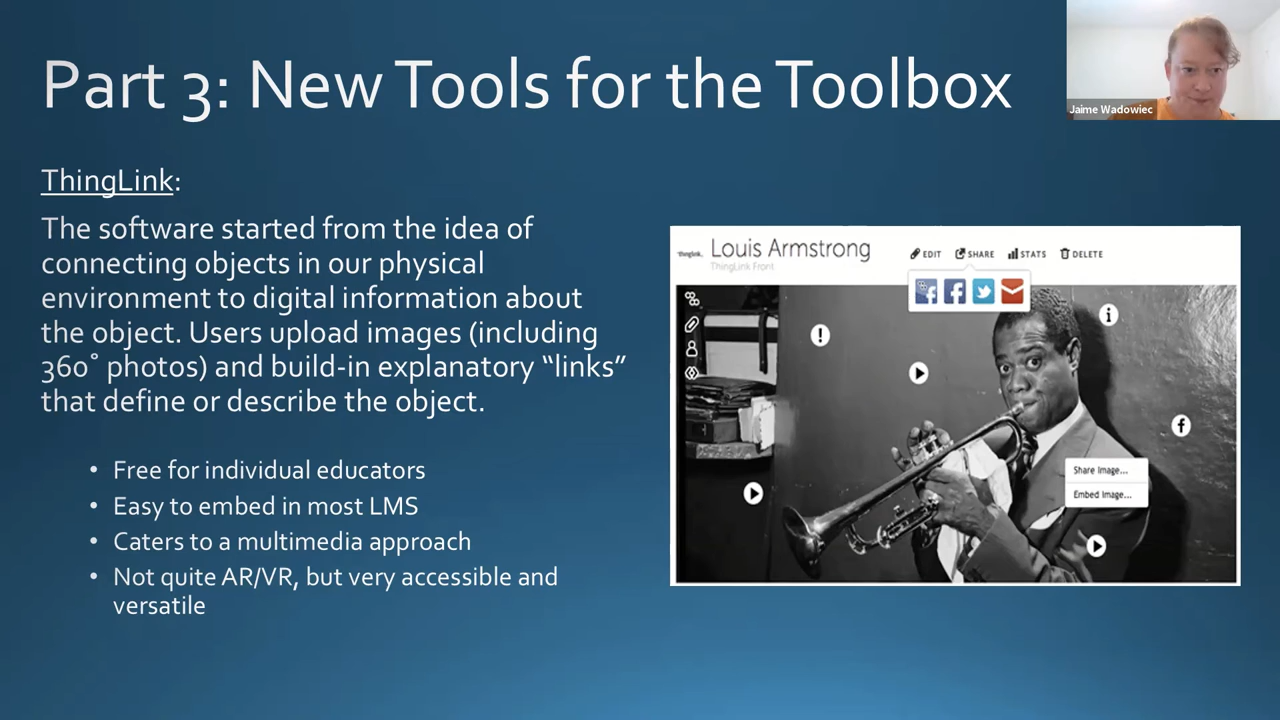 Part 3: New Tools for the Toolbox
Jaime Wadowiec
ThingLink:
The software started from the idea of
connecting objects in our physical
environment to digital information about
the object. Users upload images (including
360° photos) and build-in explanatory “links”
that define or describe the object.
• Free for individual educators
• Easy to embed in most LMS
• Caters to a multimedia approach
• Not quite AR/VR, but very accessible and
versatile
thinglink. Louis Armstrong EDIT SHARE STATS DELETE
ThingLink Front
Share Image...
Embed Image...